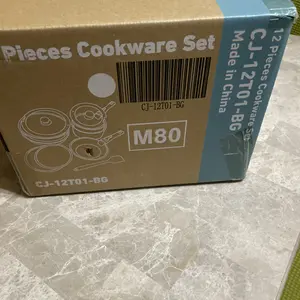 Pieces Cookware Set
CJ-12T01-BG
M80
CJ-12T01-BG
12 Pieces Cookware Se
CJ-12T01-BG
Made in China